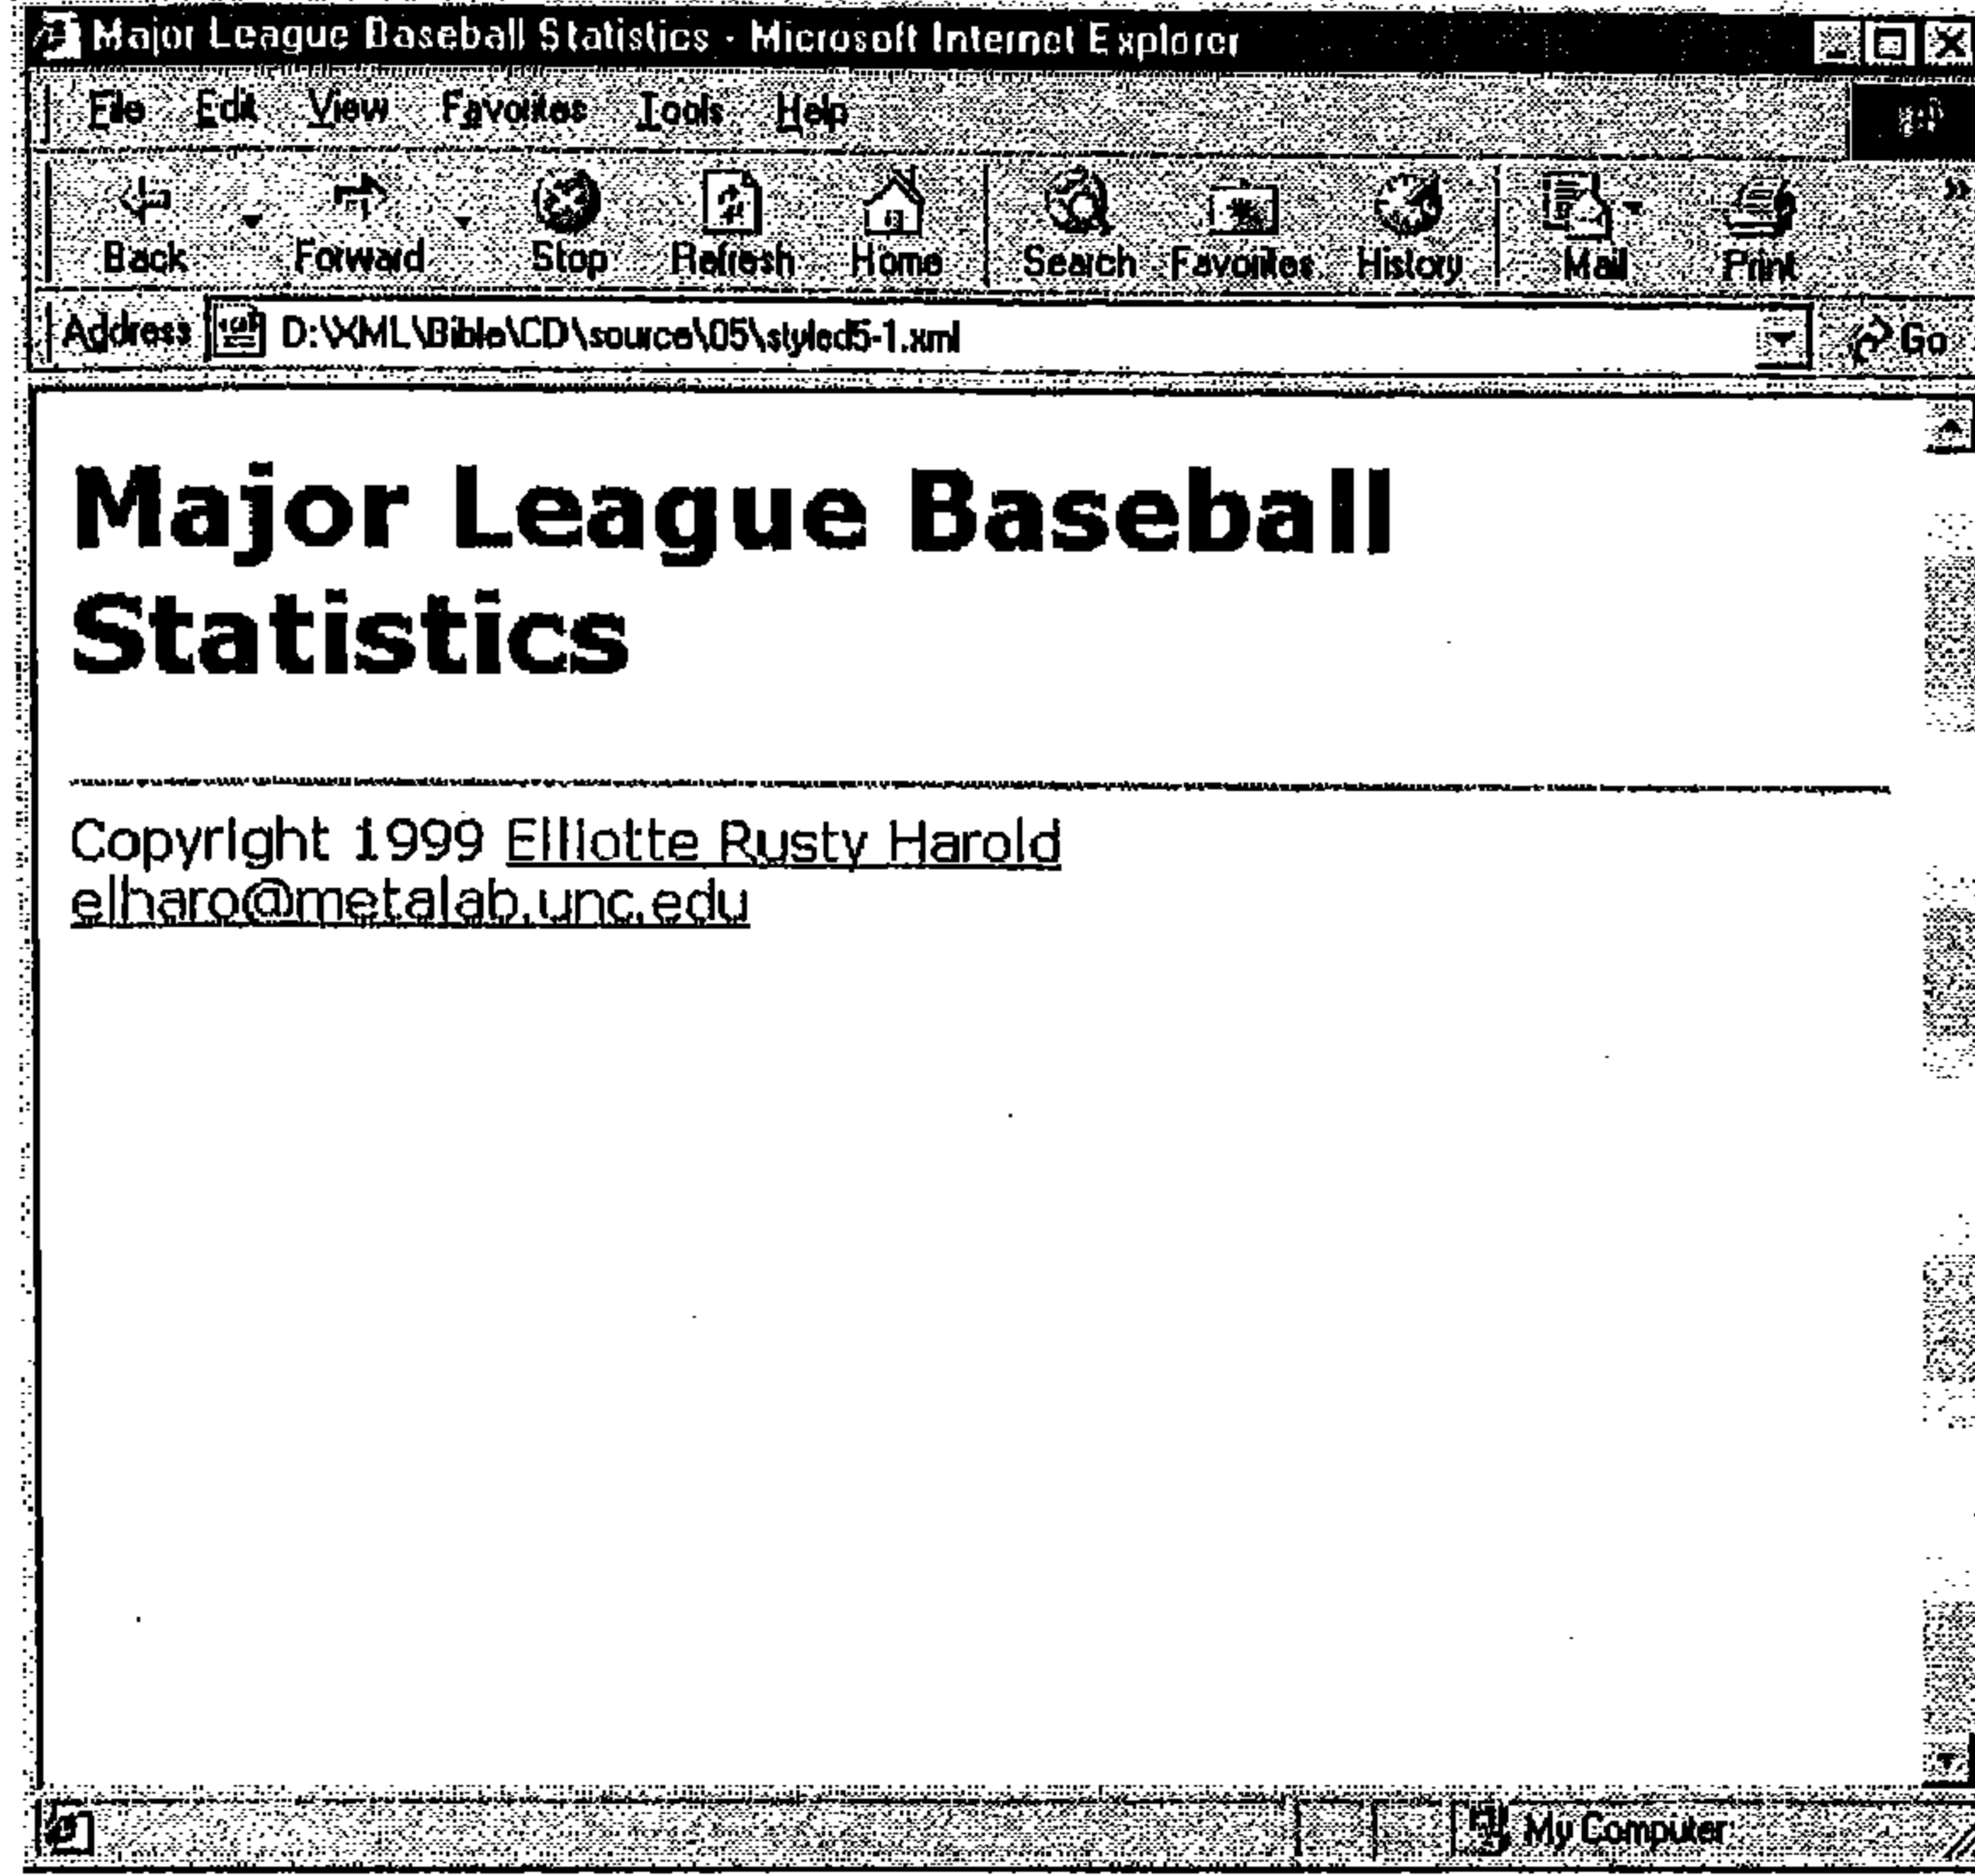 Major League Baseball Statistics - Microsoft Internet Explorer
File Edit View Favorites Tools Help
Back Forward Stop Refresh Home Search Favorites History Mail Print »
Address D:\XML\Bible\CD\source\05\styled5-1.xml Go
Major League Baseball
Statistics
Copyright 1999 Elliotte Rusty Harold
elharo@metalab.unc.edu
My Computer